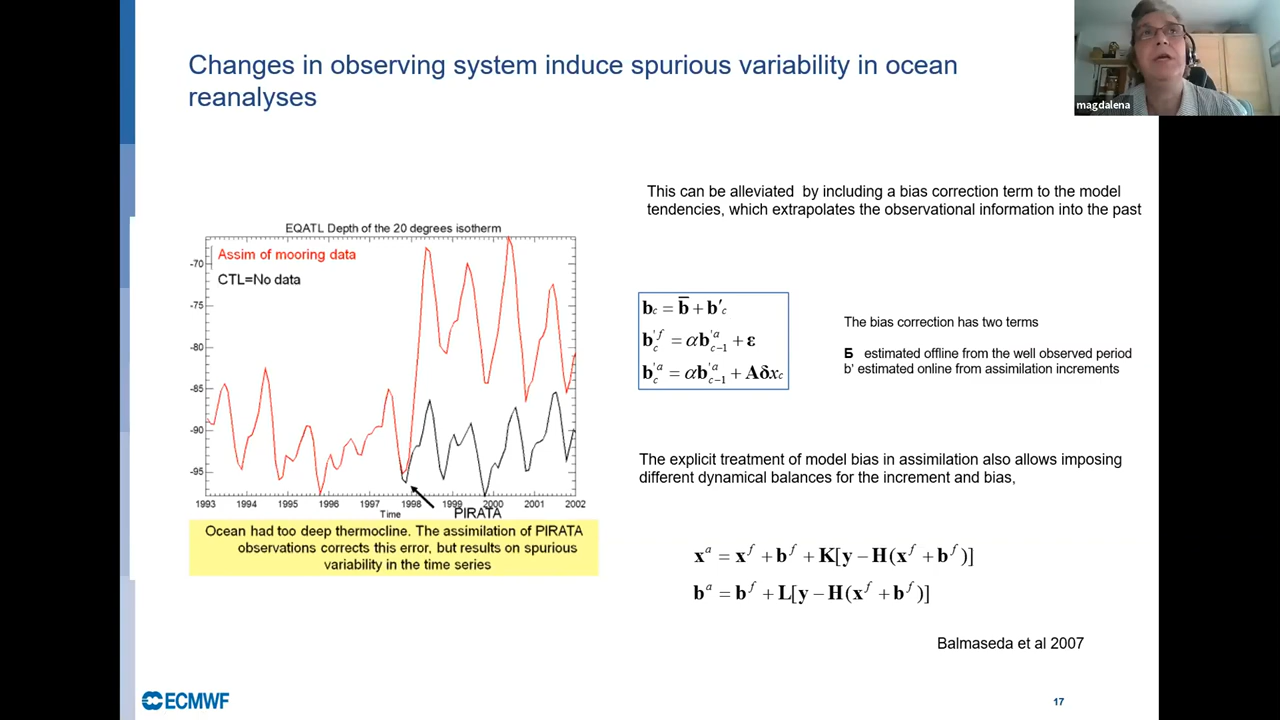 Changes in observing system induce spurious variability in ocean
reanalyses
magdalena
This can be alleviated by including a bias correction term to the model
tendencies, which extrapolates the observational information into the past
EQATL Depth of the 20 degrees isotherm
Assim of mooring data
CTL=No data
-70
-75
-80
-85
-90
-95
1993 1994 1995 1996 1997 1998 1999 2000 2001 2002
Time
PIRATA
Ocean had too deep thermocline. The assimilation of PIRATA
observations corrects this error, but results on spurious
variability in the time series
b_c = b̄ + b′_c
b_c^{'f} = αb_{c−1}^{'a} + ε
b_c^{'a} = αb_{c−1}^{'a} + Aδx_c
The bias correction has two terms
Б estimated offline from the well observed period
b' estimated online from assimilation increments
The explicit treatment of model bias in assimilation also allows imposing
different dynamical balances for the increment and bias,
x^a = x^f + b^f + K[y − H(x^f + b^f)]
b^a = b^f + L[y − H(x^f + b^f)]
Balmaseda et al 2007
ECMWF
17